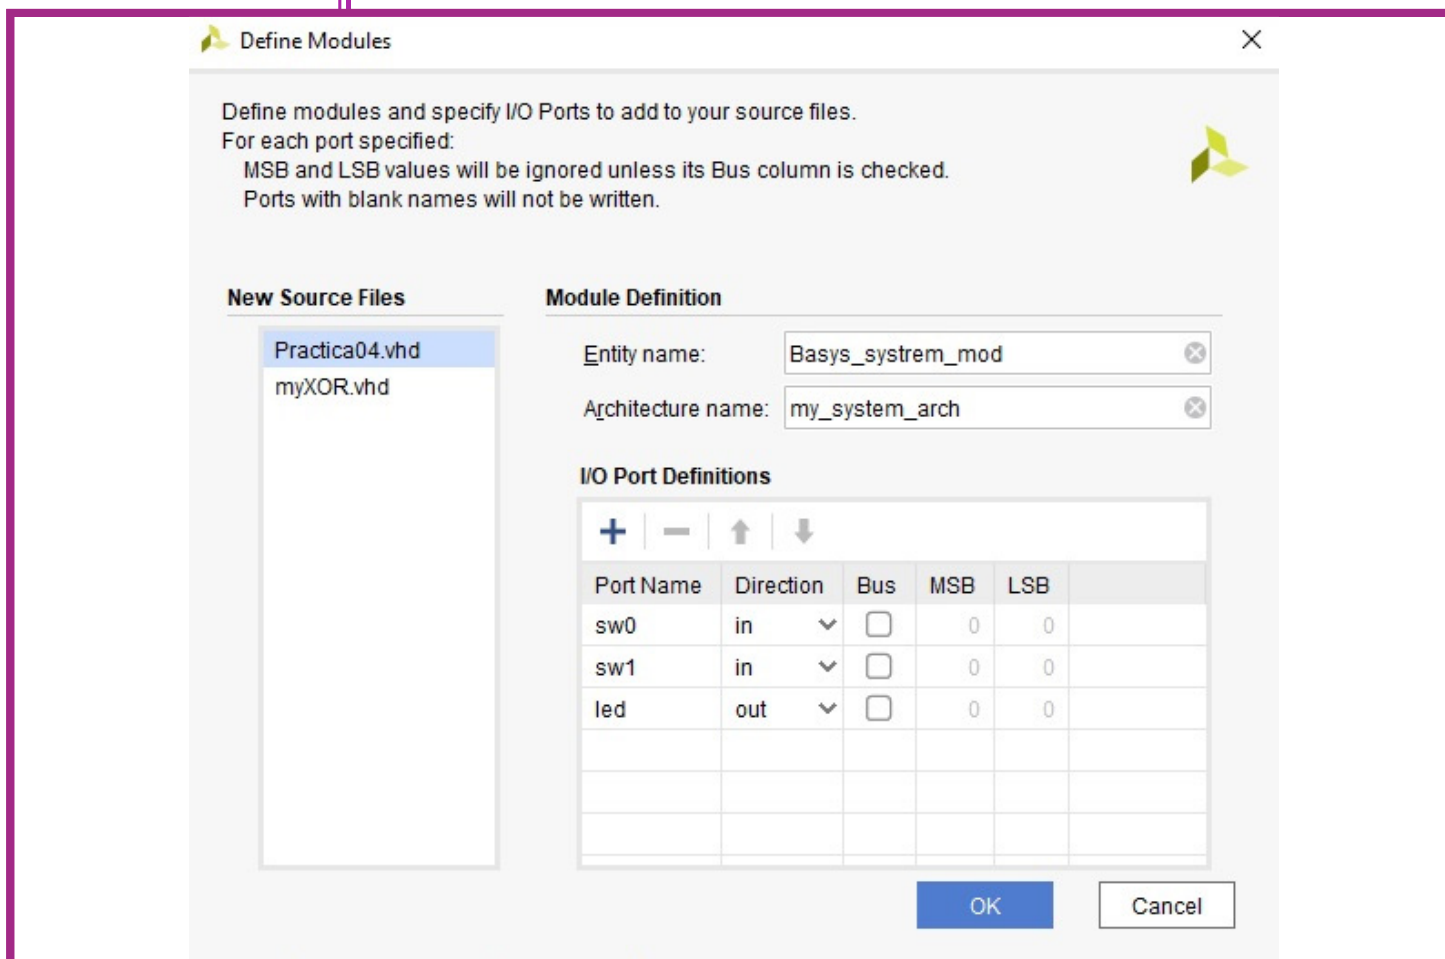 Define Modules
Define modules and specify I/O Ports to add to your source files.
For each port specified:
MSB and LSB values will be ignored unless its Bus column is checked.
Ports with blank names will not be written.
New Source Files
Practica04.vhd
myXOR.vhd
Module Definition
Entity name: Basys_systrem_mod
Architecture name: my_system_arch
I/O Port Definitions
Port Name Direction Bus MSB LSB
sw0 in 0 0
sw1 in 0 0
led out 0 0
OK Cancel